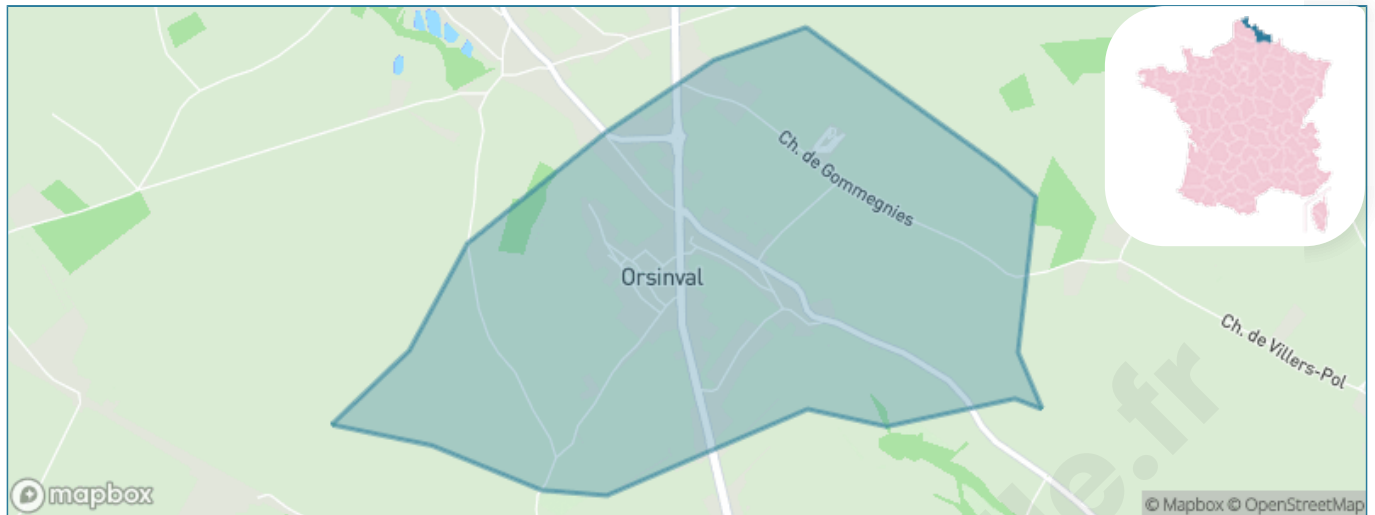 Ch. de Gommegnies
Orsinval
Ch. de Villers-Pol
mapbox
© Mapbox © OpenStreetMap